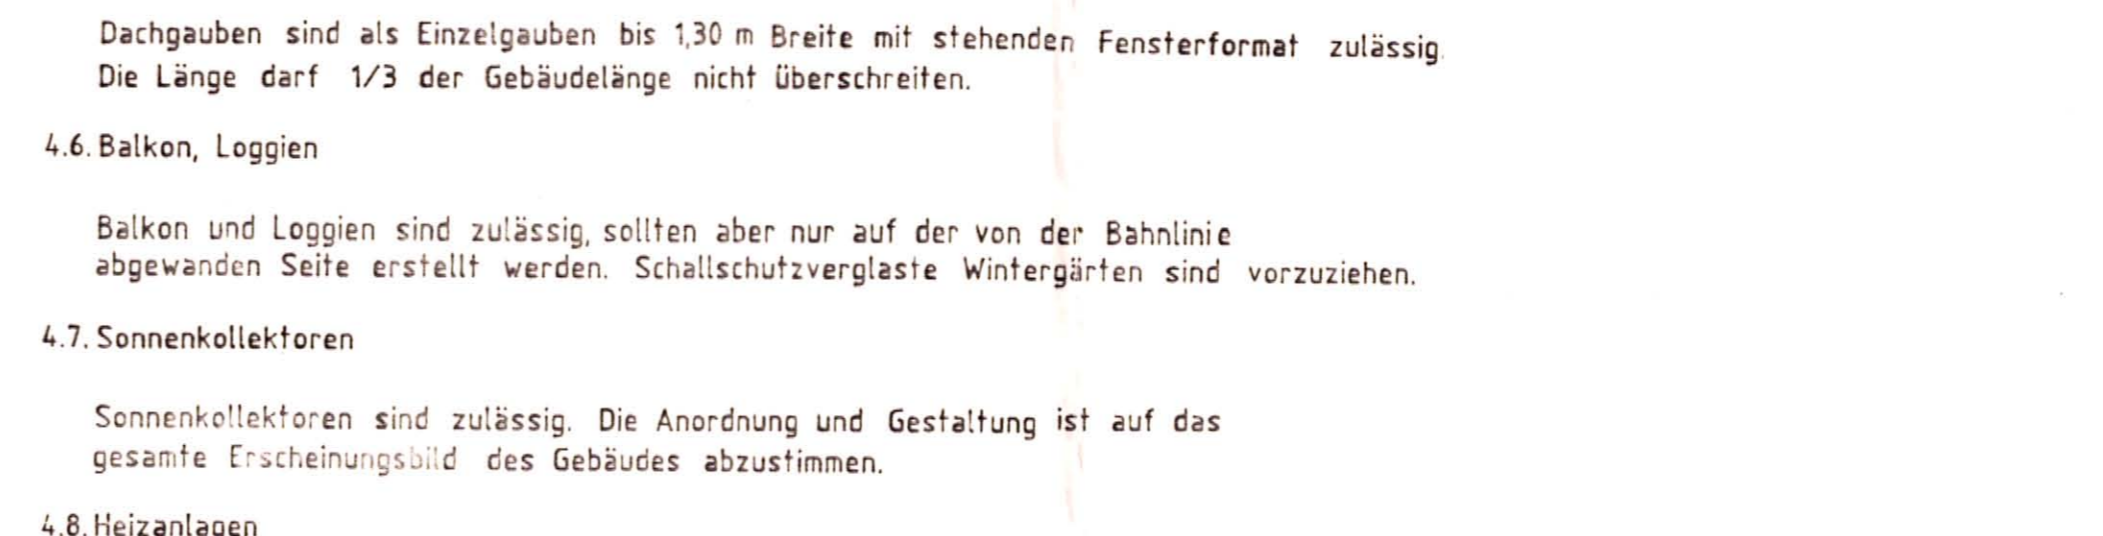 Dachgauben sind als Einzelgauben bis 1,30 m Breite mit stehenden Fensterformat zulässig.
Die Länge darf 1/3 der Gebäudelänge nicht überschreiten.
4.6. Balkon, Loggien
Balkon und Loggien sind zulässig, sollten aber nur auf der von der Bahnlinie
abgewanden Seite erstellt werden. Schallschutzverglaste Wintergärten sind vorzuziehen.
4.7. Sonnenkollektoren
Sonnenkollektoren sind zulässig. Die Anordnung und Gestaltung ist auf das
gesamte Erscheinungsbild des Gebäudes abzustimmen.
4.8. Heizanlagen